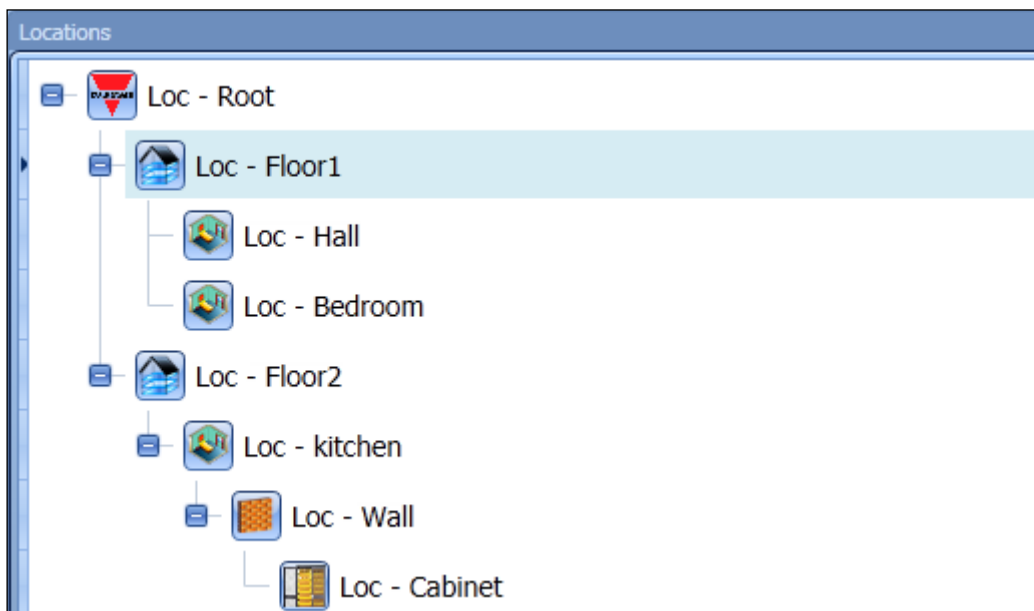 Locations
Loc - Root
Loc - Floor1
Loc - Hall
Loc - Bedroom
Loc - Floor2
Loc - kitchen
Loc - Wall
Loc - Cabinet